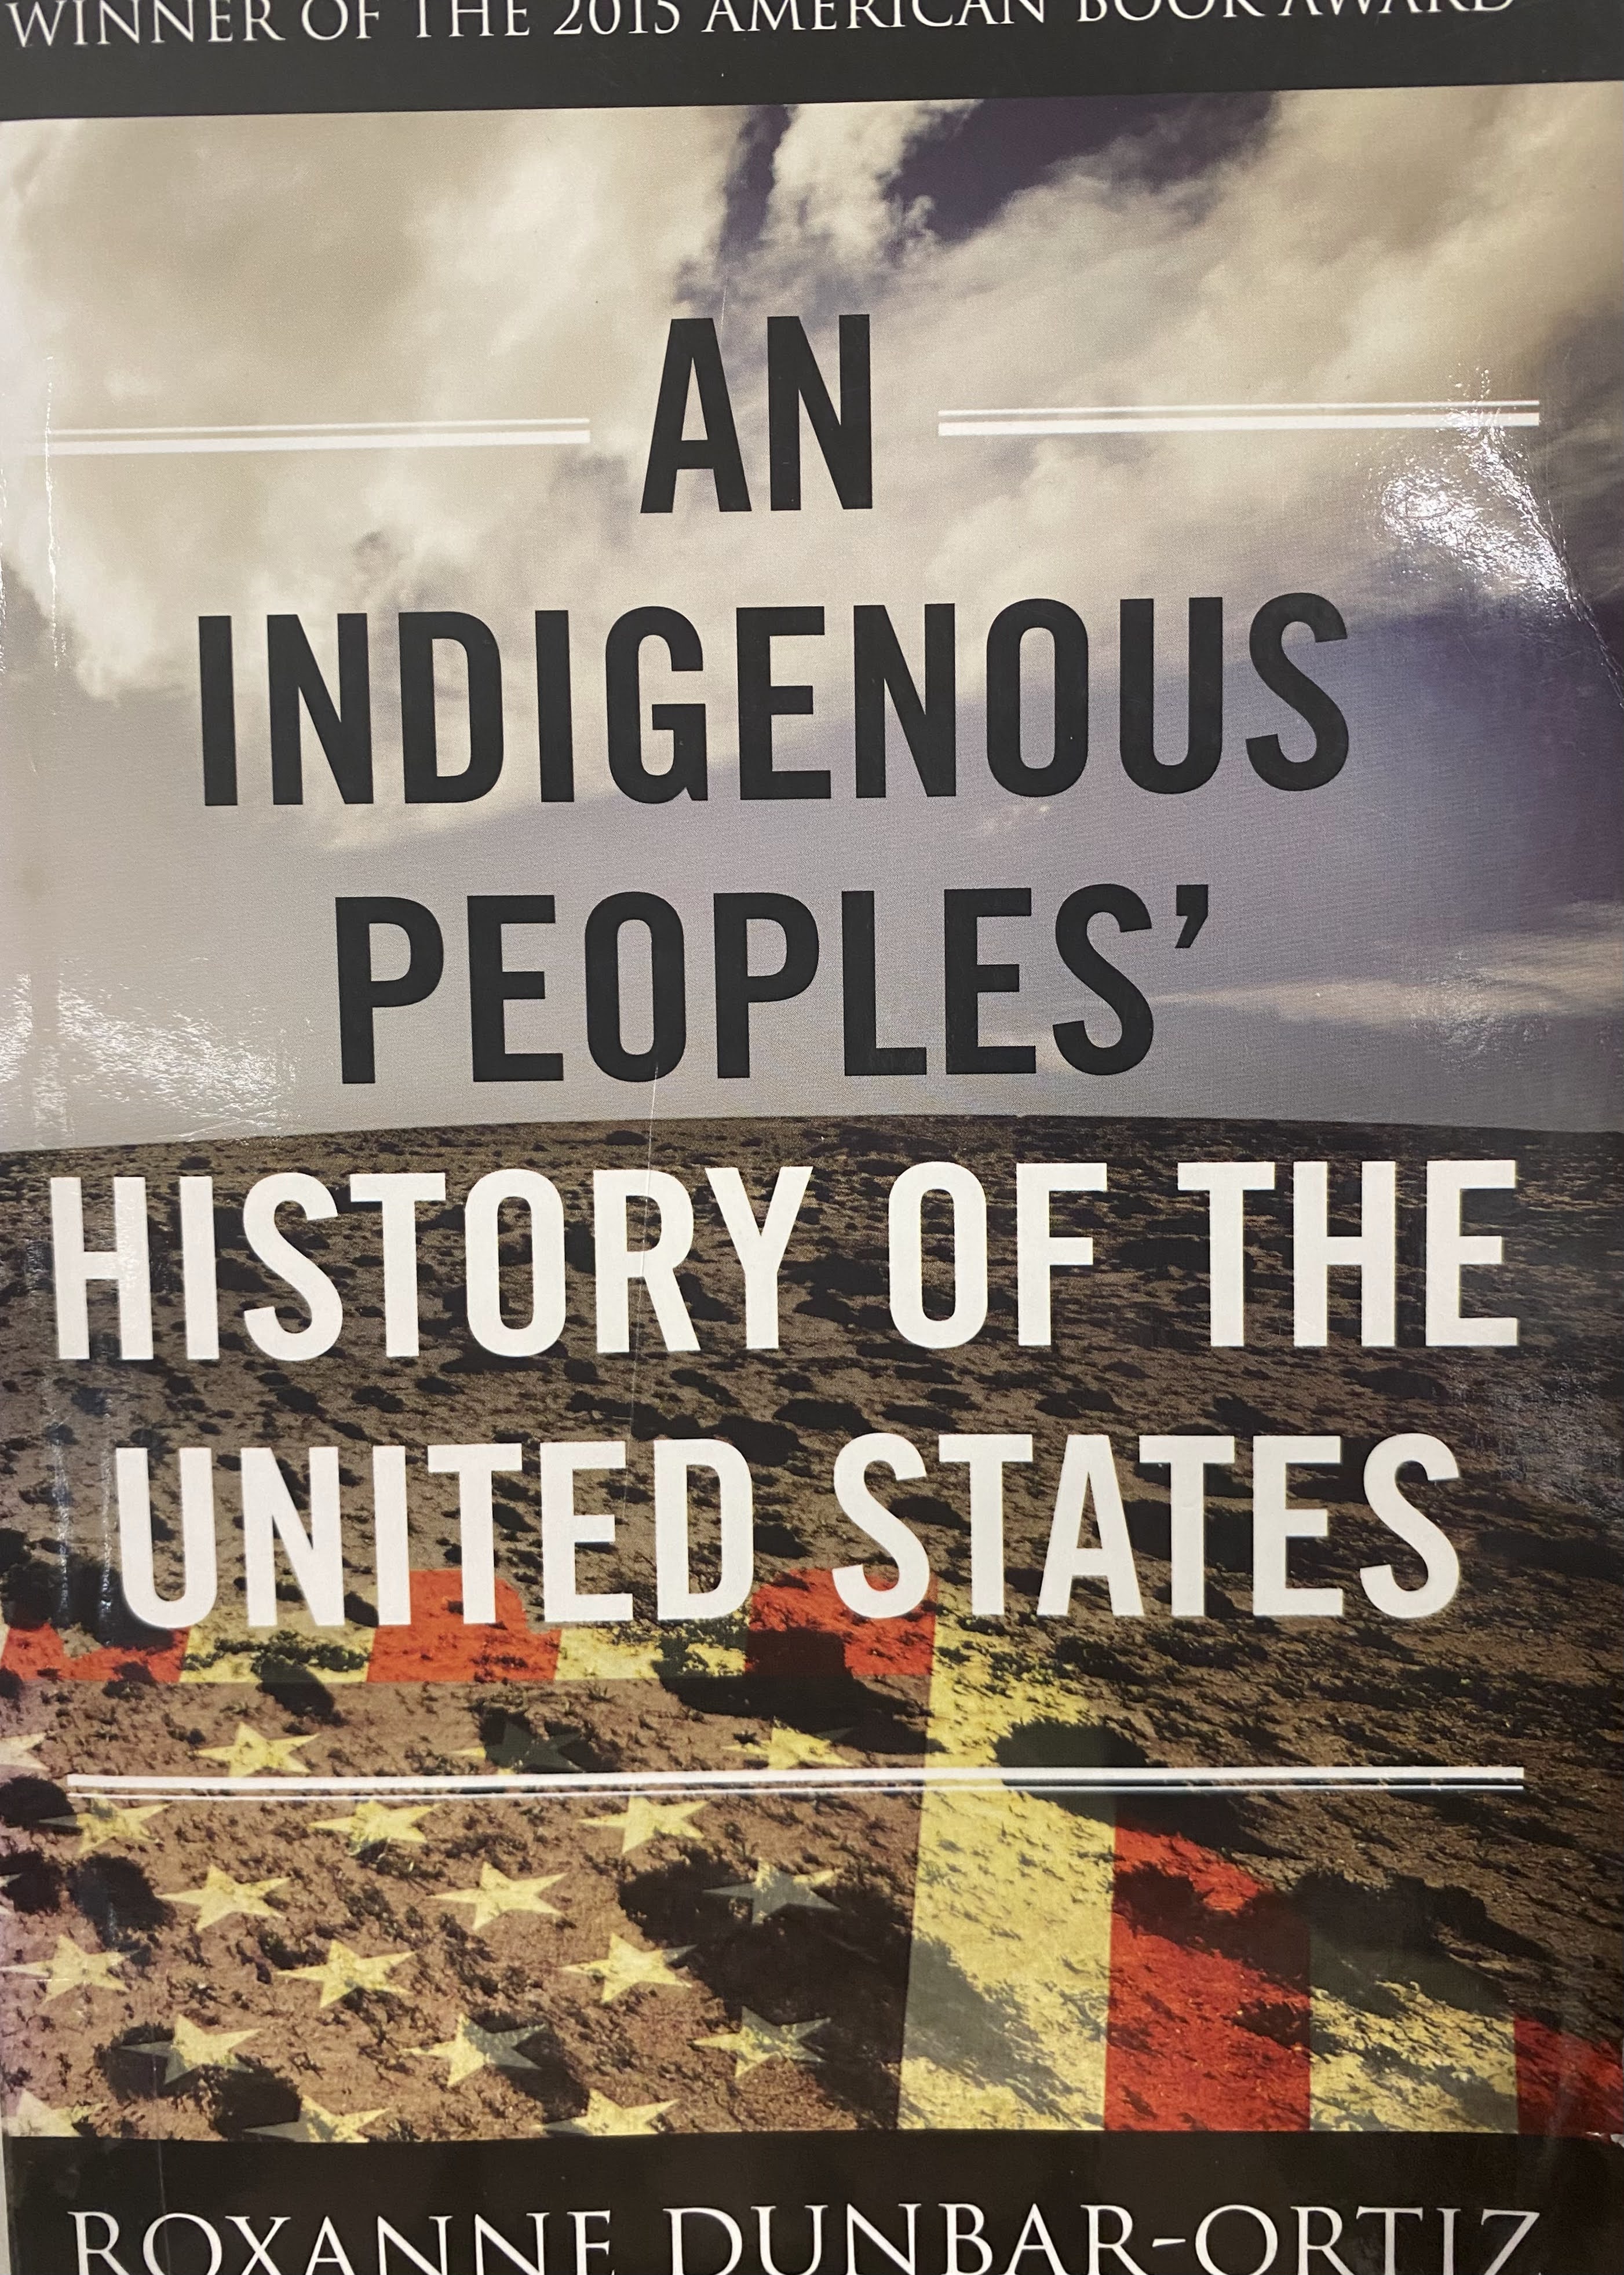 WINNER OF THE 2015 AMERICAN BOOK AWARD
AN
INDIGENOUS
PEOPLES’
HISTORY OF THE
UNITED STATES
ROXANNE DUNBAR-ORTIZ